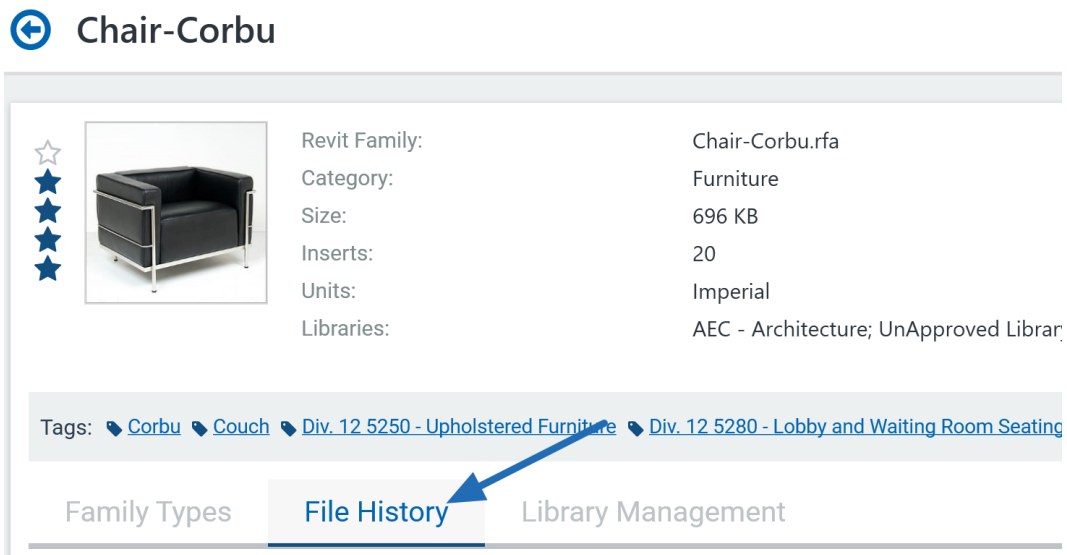 Chair-Corbu
Revit Family: Chair-Corbu.rfa
Category: Furniture
Size: 696 KB
Inserts: 20
Units: Imperial
Libraries: AEC - Architecture; UnApproved Library
Tags: Corbu Couch Div. 12 5250 - Upholstered Furniture Div. 12 5280 - Lobby and Waiting Room Seating
Family Types File History Library Management